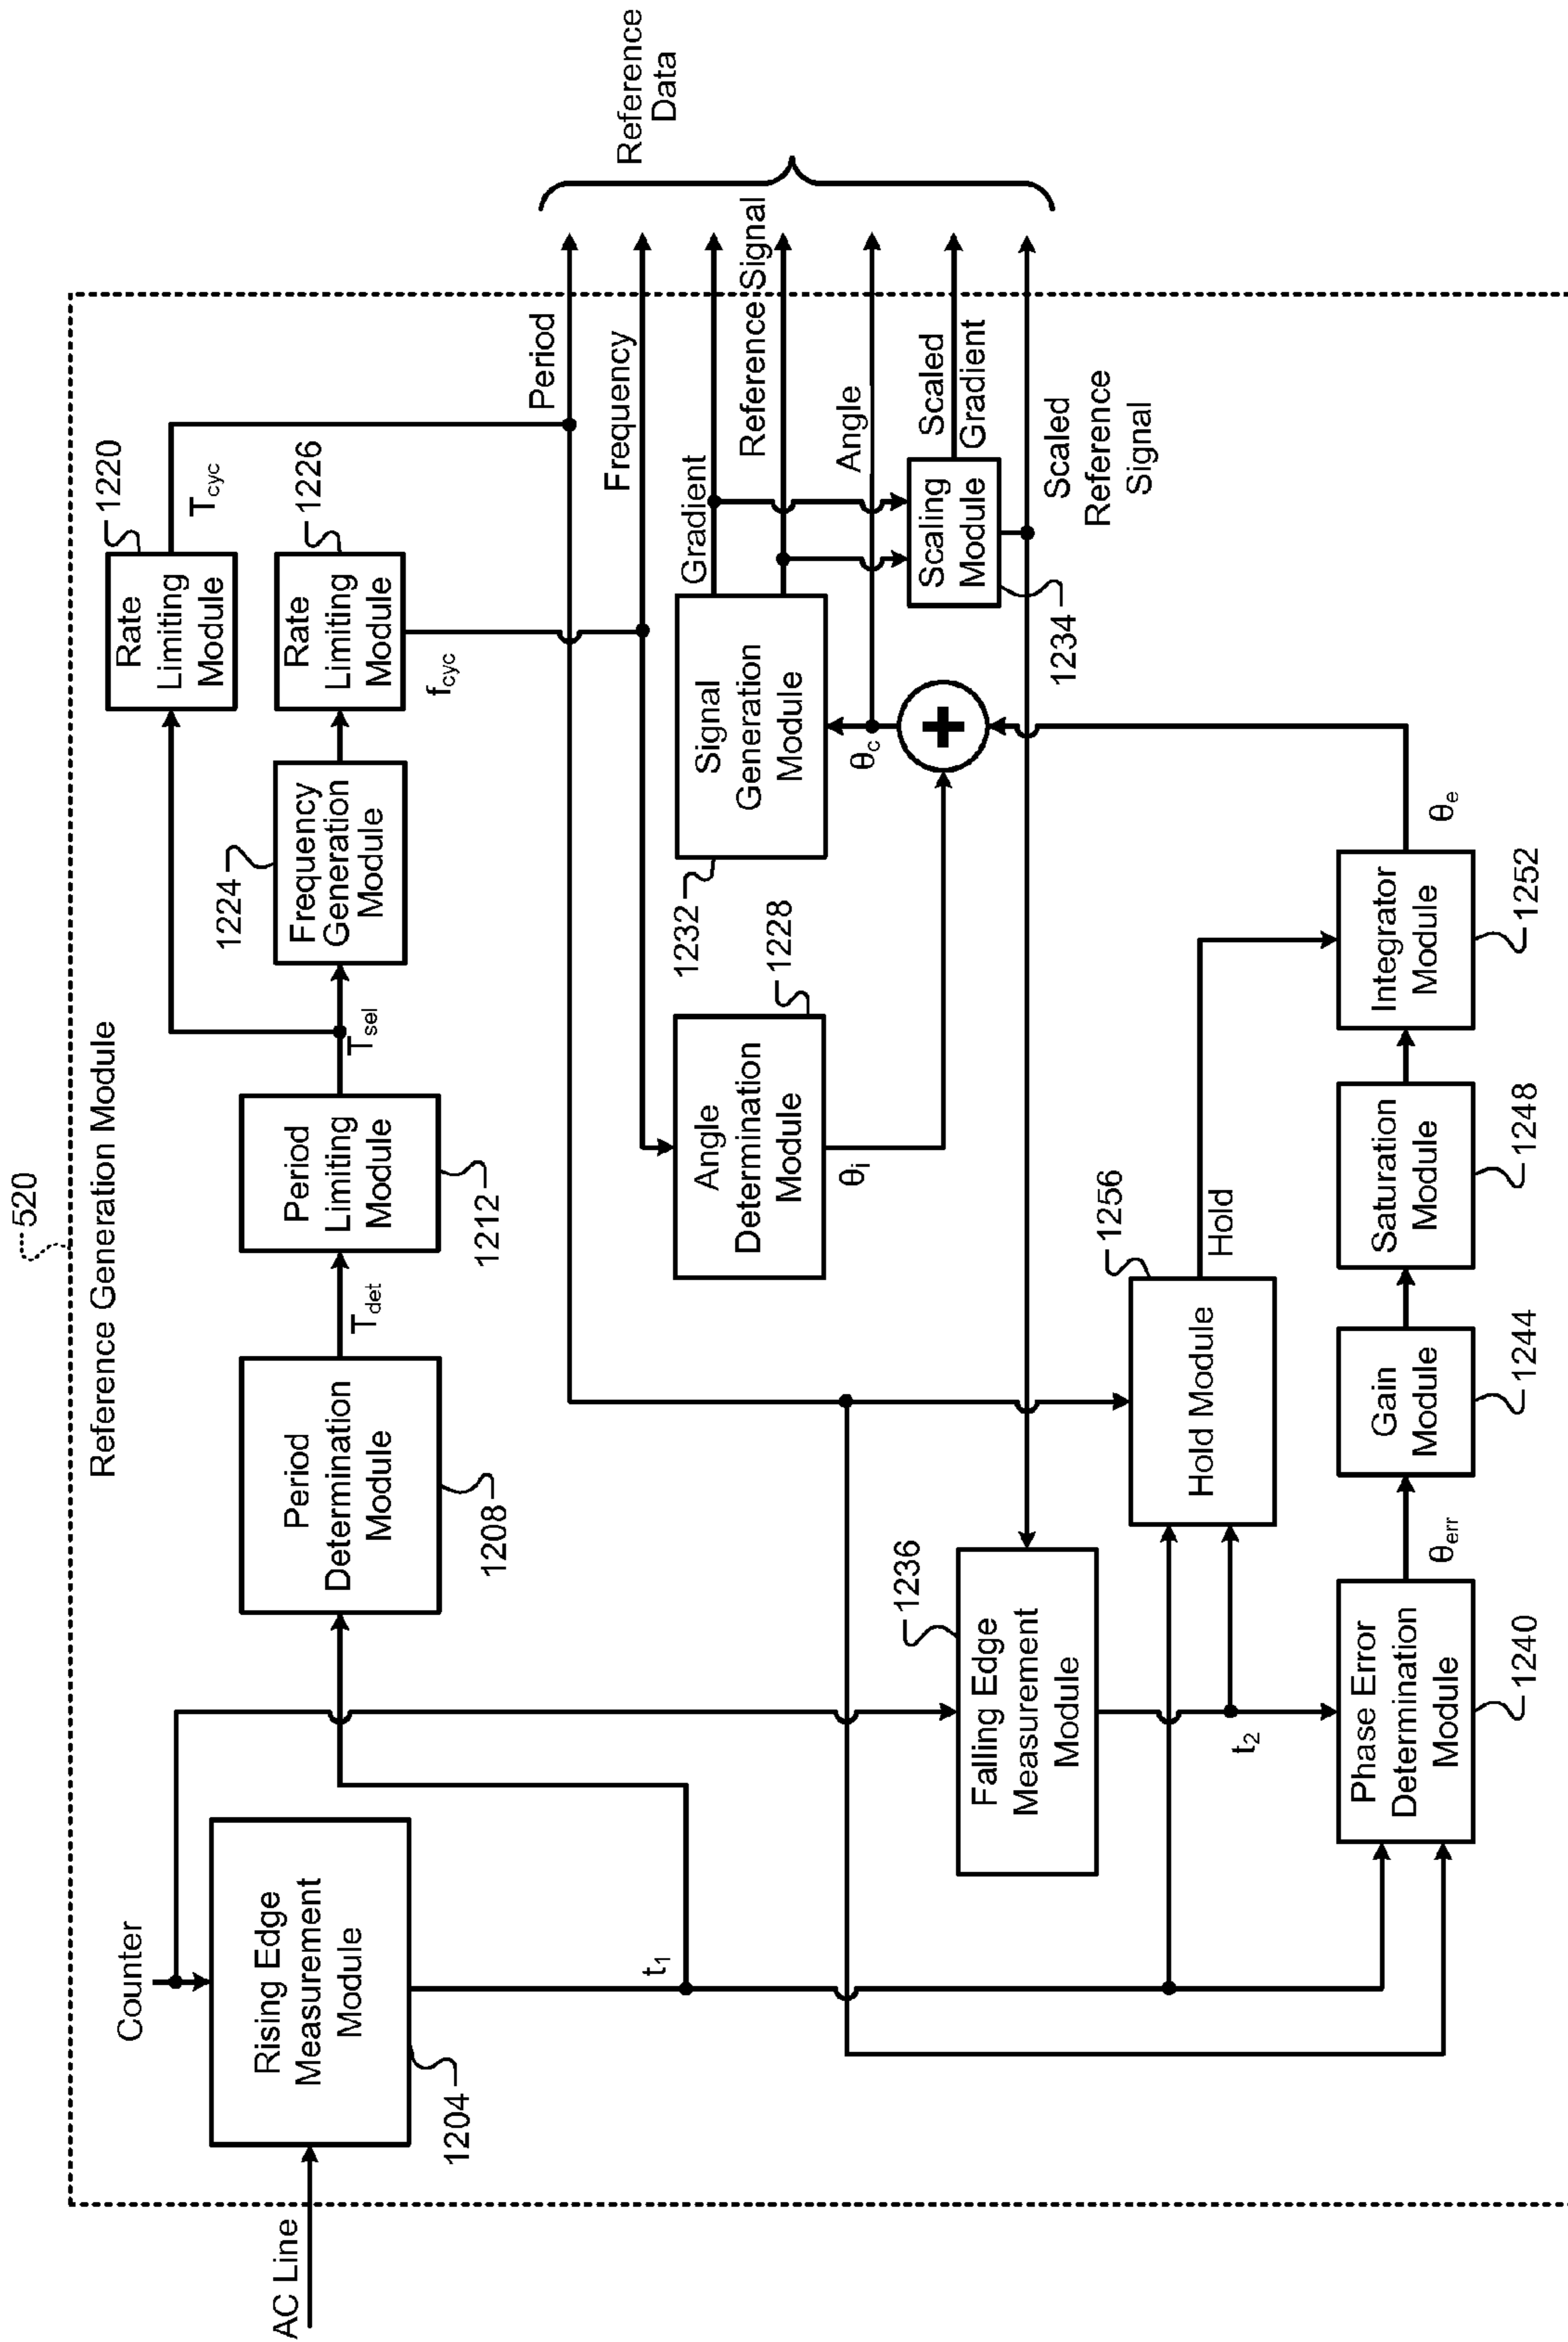 520
Reference Generation Module
AC Line
Counter
Rising Edge
Measurement
Module
1204
t1
Period
Determination
Module
1208
Tdet
Period
Limiting
Module
1212
Tsel
Frequency
Generation
Module
1224
Rate
Limiting
Module
1220
Tcyc
Rate
Limiting
Module
1226
fcyc
Period
Frequency
Gradient
Reference Signal
Angle
Scaled
Gradient
Scaled
Reference
Signal
Reference
Data
Angle
Determination
Module
1228
θi
Signal
Generation
Module
1232
θc
+
Scaling
Module
1234
Falling Edge
Measurement
Module
1236
t2
Hold Module
1256
Hold
Phase Error
Determination
Module
1240
θerr
Gain
Module
1244
Saturation
Module
1248
Integrator
Module
1252
θe